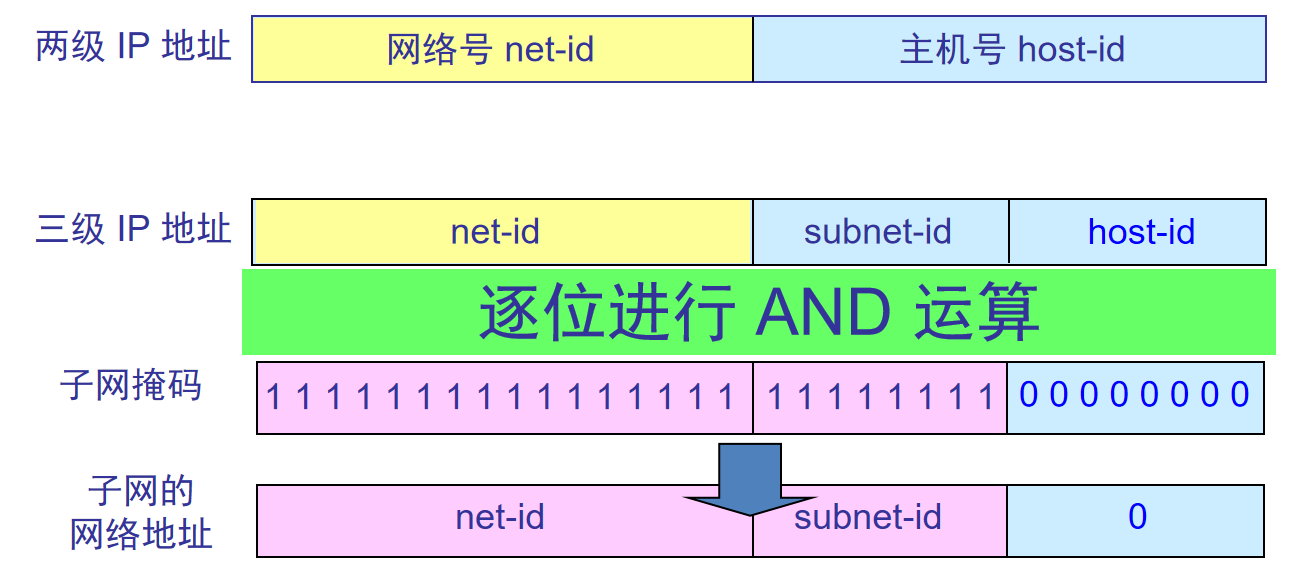 两级 IP 地址 网络号 net-id 主机号 host-id
三级 IP 地址 net-id subnet-id host-id
逐位进行 AND 运算
子网掩码 1 1 1 1 1 1 1 1 1 1 1 1 1 1 1 1 1 1 1 1 1 1 1 1 0 0 0 0 0 0 0 0
子网的
网络地址 net-id subnet-id 0